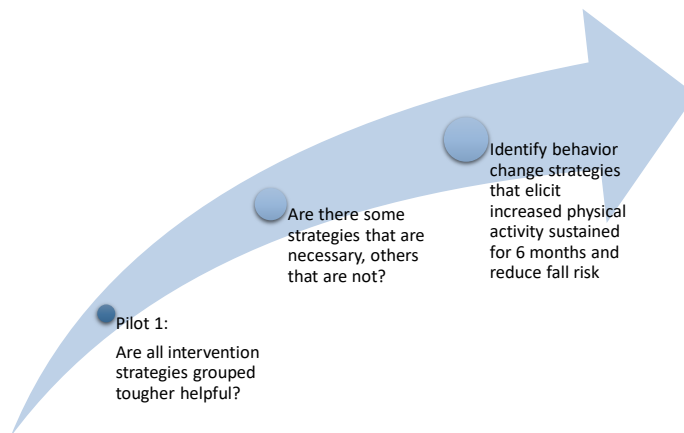 Pilot 1:
Are all intervention
strategies grouped
tougher helpful?
Are there some
strategies that are
necessary, others
that are not?
Identify behavior
change strategies
that elicit
increased physical
activity sustained
for 6 months and
reduce fall risk